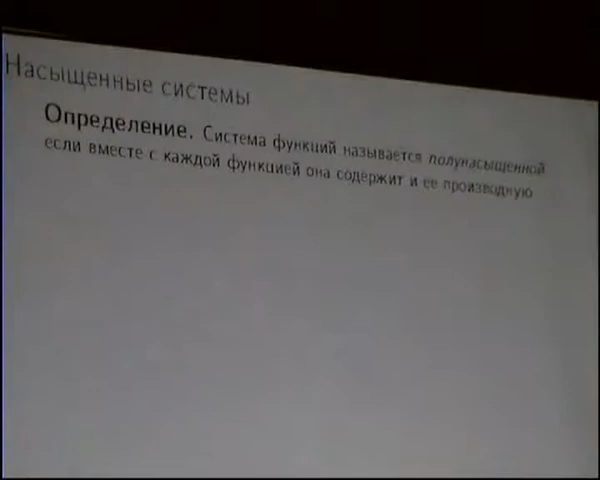 Насыщенные системы
Определение. Система функций называется полунасыщенной
если вместе с каждой функцией она содержит и ее производную